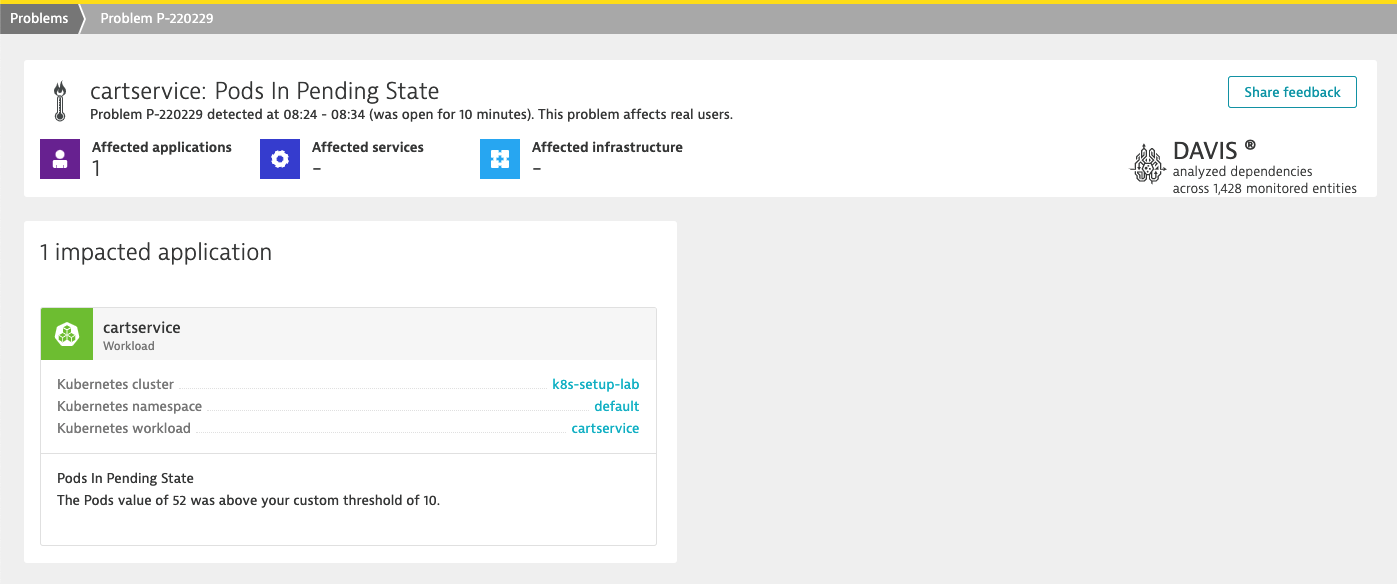 Problems
Problem P-220229
cartservice: Pods In Pending State
Problem P-220229 detected at 08:24 - 08:34 (was open for 10 minutes). This problem affects real users.
Share feedback
Affected applications
1
Affected services
–
Affected infrastructure
–
DAVIS ®
analyzed dependencies
across 1,428 monitored entities
1 impacted application
cartservice
Workload
Kubernetes cluster k8s-setup-lab
Kubernetes namespace default
Kubernetes workload cartservice
Pods In Pending State
The Pods value of 52 was above your custom threshold of 10.